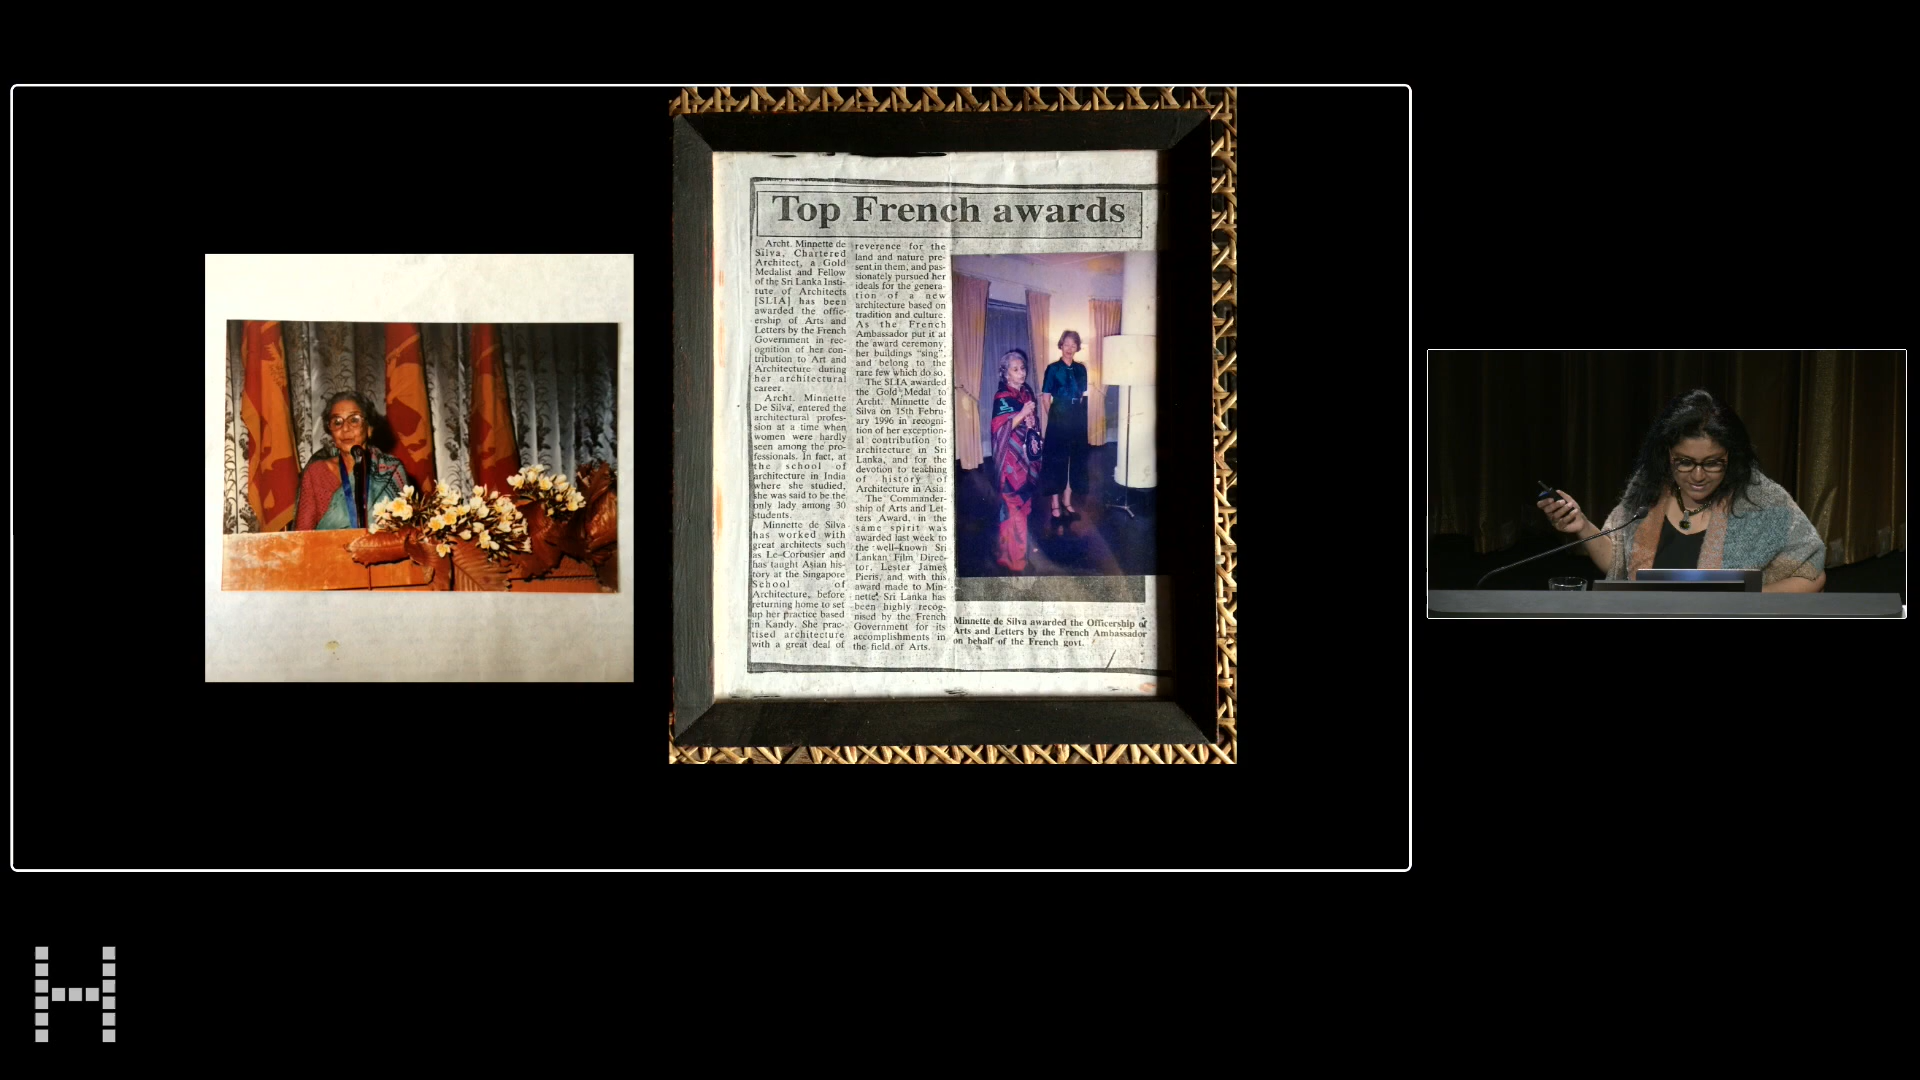 Top French awards
Archt. Minnette de
Silva, Chartered
Architect, a Gold
Medalist and Fellow
of the Sri Lanka Insti-
tute of Architects
[SLIA] has been
awarded the offic-
ership of Arts and
Letters by the French
Government in rec-
ognition of her con-
tribution to Art and
Architecture during
her architectural
career.
Archt. Minnette
De Silva, entered the
architectural profes-
sion at a time when
women were hardly
seen among the pro-
fessionals. In fact, at
the school of
architecture in India
where she studied,
she was said to be the
only lady among 30
students.
Minnette de Silva
has worked with
great architects such
as Le-Corbusier and
has taught Asian his-
tory at the Singapore
School of
Architecture, before
returning home to set
up her practice based
in Kandy. She prac-
tised architecture
with a great deal of
reverence for the
land and nature pre-
sent in them, and pas-
sionately pursued her
ideals for the genera-
tion of a new
architecture based on
tradition and culture.
As the French
Ambassador put it at
the award ceremony,
her buildings "sing",
and belong to the
rare few which do so.
The SLIA awarded
the Gold Medal to
Archt. Minnette de
Silva on 15th Febru-
ary 1996 in recogni-
tion of her exception-
al contribution to
architecture in Sri
Lanka, and for the
devotion to teaching
of history of
Architecture in Asia.
The Commander-
ship of Arts and Let-
ters Award, in the
same spirit was
awarded last week to
the well-known Sri
Lankan Film Direc-
tor, Lester James
Pieris, and with this
award made to Min-
nette, Sri Lanka has
been highly recog-
nised by the French
Government for its
accomplishments in
the field of Arts.
Minnette de Silva awarded the Officership of
Arts and Letters by the French Ambassador
on behalf of the French govt.
H